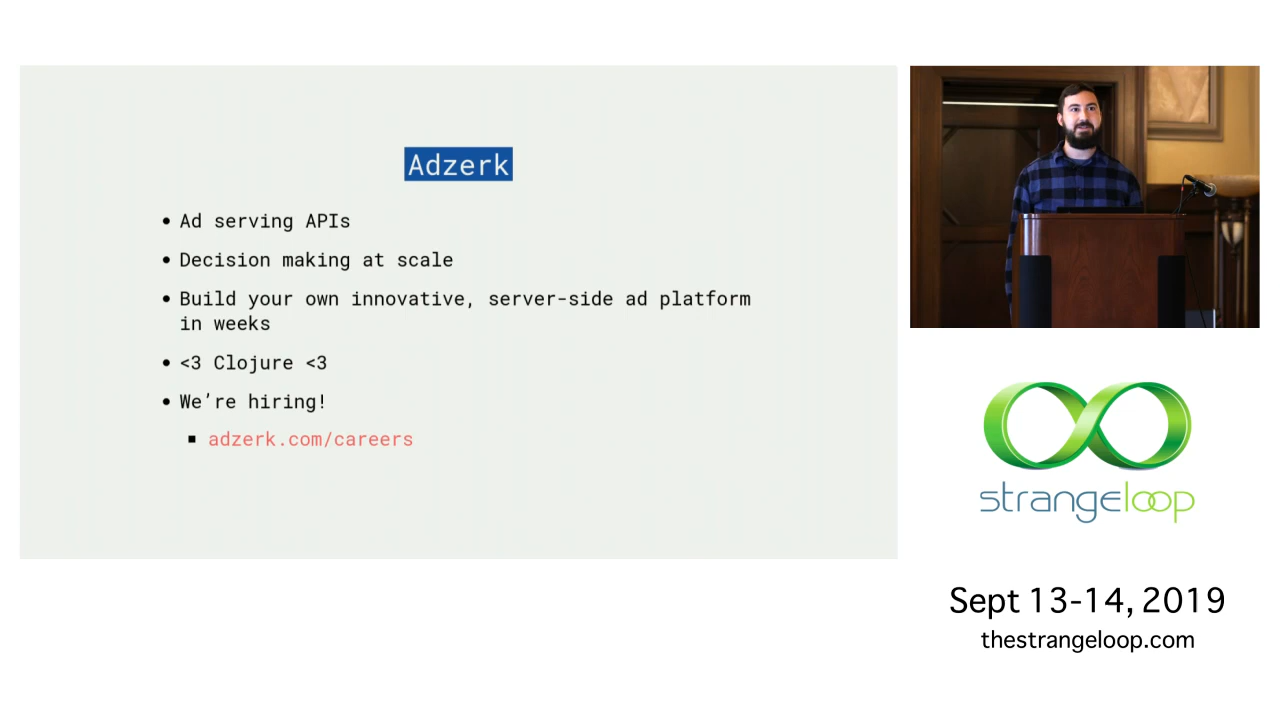 Adzerk
• Ad serving APIs
• Decision making at scale
• Build your own innovative, server-side ad platform
in weeks
• <3 Clojure <3
• We’re hiring!
▪ adzerk.com/careers
strangeloop
Sept 13-14, 2019
thestrangeloop.com